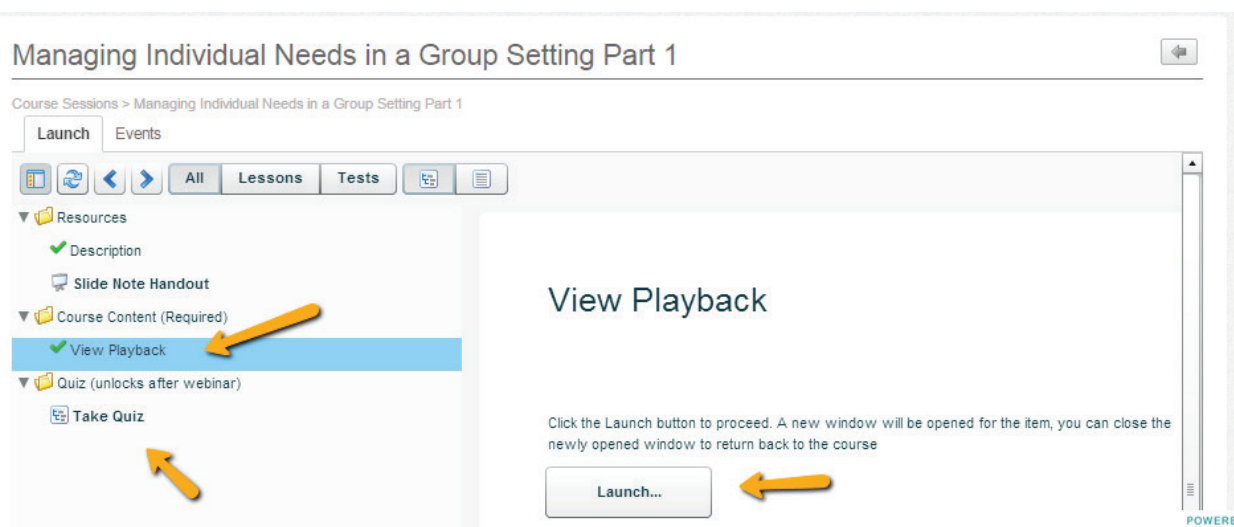 Managing Individual Needs in a Group Setting Part 1
Course Sessions > Managing Individual Needs in a Group Setting Part 1
Launch Events
All Lessons Tests
Resources
Description
Slide Note Handout
Course Content (Required)
View Playback
Quiz (unlocks after webinar)
Take Quiz
View Playback
Click the Launch button to proceed. A new window will be opened for the item, you can close the
newly opened window to return back to the course
Launch...
POWERE